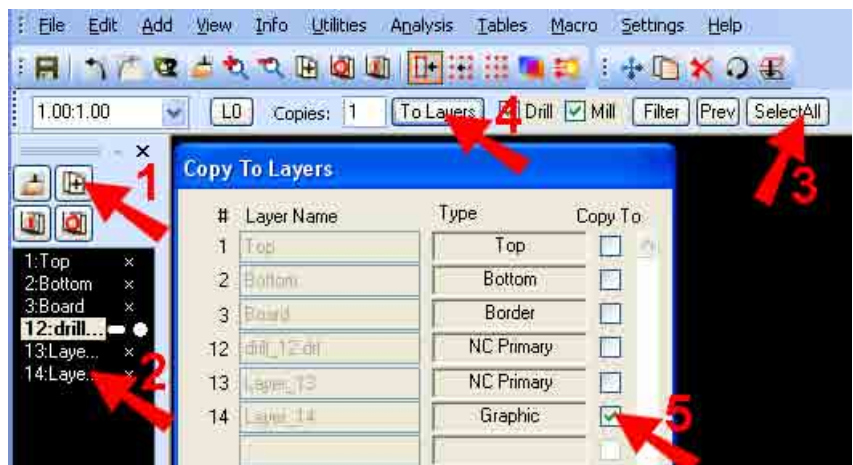 File Edit Add View Info Utilities Analysis Tables Macro Settings Help
1.00:1.00 L0 Copies: 1 To Layers 4 Drill Mill Filter Prev SelectAll
3
1
Copy To Layers
# Layer Name Type Copy To
1 Top Top
2 Bottom Bottom
3 Board Border
12 drill_12.drl NC Primary
13 Layer_13 NC Primary
14 Layer_14 Graphic
5
1:Top ×
2:Bottom ×
3:Board ×
12:drill...
13:Laye... ×
14:Laye... ×
2